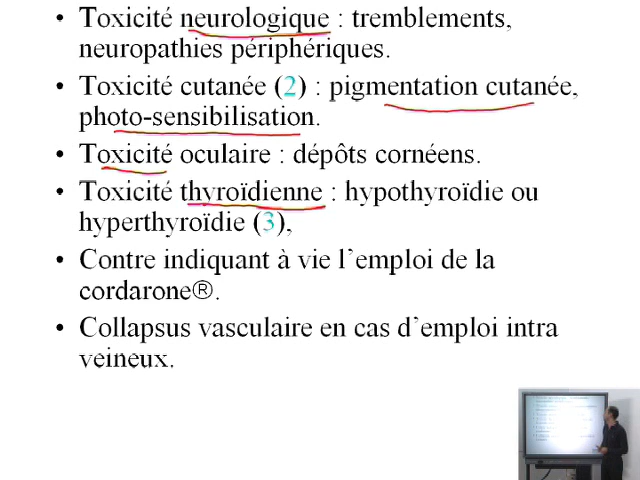 • Toxicité neurologique : tremblements,
neuropathies périphériques.
• Toxicité cutanée (2) : pigmentation cutanée,
photo-sensibilisation.
• Toxicité oculaire : dépôts cornéens.
• Toxicité thyroïdienne : hypothyroïdie ou
hyperthyroïdie (3),
• Contre indiquant à vie l’emploi de la
cordarone®.
• Collapsus vasculaire en cas d’emploi intra
veineux.